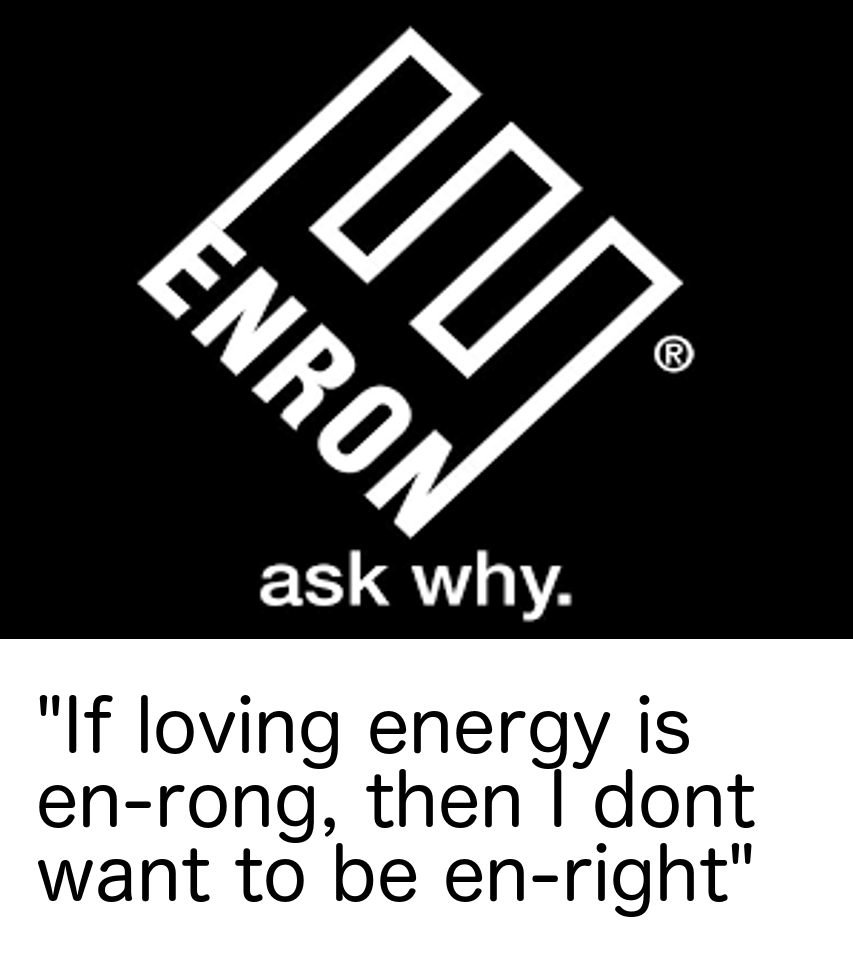 ENRON
®
ask why.
"If loving energy is
en-rong, then I dont
want to be en-right"